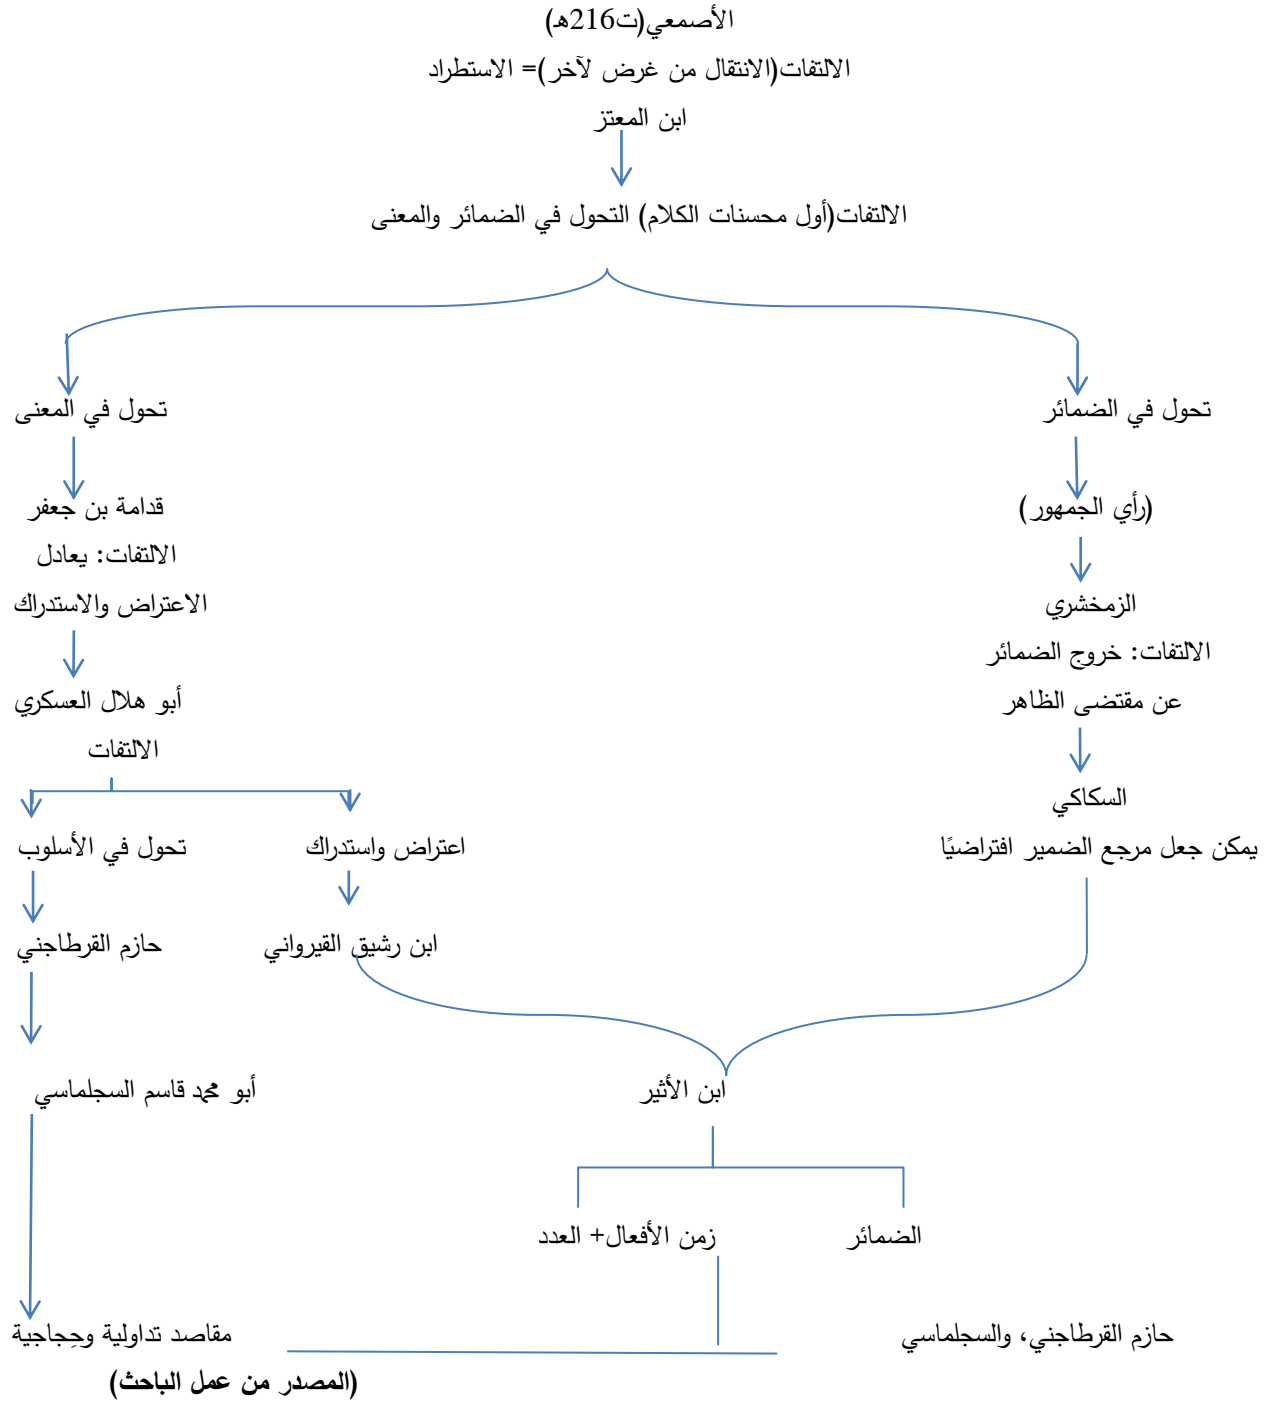 الأصمعي(ت216هـ)
الالتفات(الانتقال من غرض لآخر)= الاستطراد
ابن المعتز
الالتفات(أول محسنات الكلام) التحول في الضمائر والمعنى
تحول في الضمائر
تحول في المعنى
(رأي الجمهور)
قدامة بن جعفر
الالتفات: يعادل
الاعتراض والاستدراك
الزمخشري
الالتفات: خروج الضمائر
عن مقتضى الظاهر
أبو هلال العسكري
الالتفات
السكاكي
يمكن جعل مرجع الضمير افتراضيًا
اعتراض واستدراك
تحول في الأسلوب
ابن رشيق القيرواني
حازم القرطاجني
ابن الأثير
أبو محمد قاسم السجلماسي
الضمائر
زمن الأفعال+ العدد
حازم القرطاجني، والسجلماسي
مقاصد تداولية وحِجاجية
(المصدر من عمل الباحث)